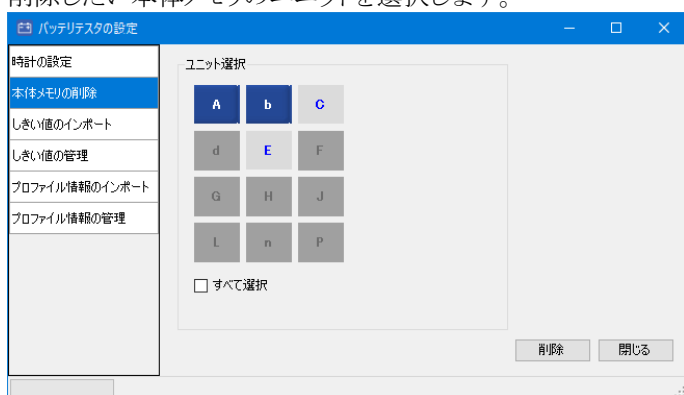 削除したい本体メモリのユニットを選択します。
バッテリテスタの設定
時計の設定
本体メモリの削除
しきい値のインポート
しきい値の管理
プロファイル情報のインポート
プロファイル情報の管理
ユニット選択
A b C
d E F
G H J
L n P
すべて選択
削除 閉じる